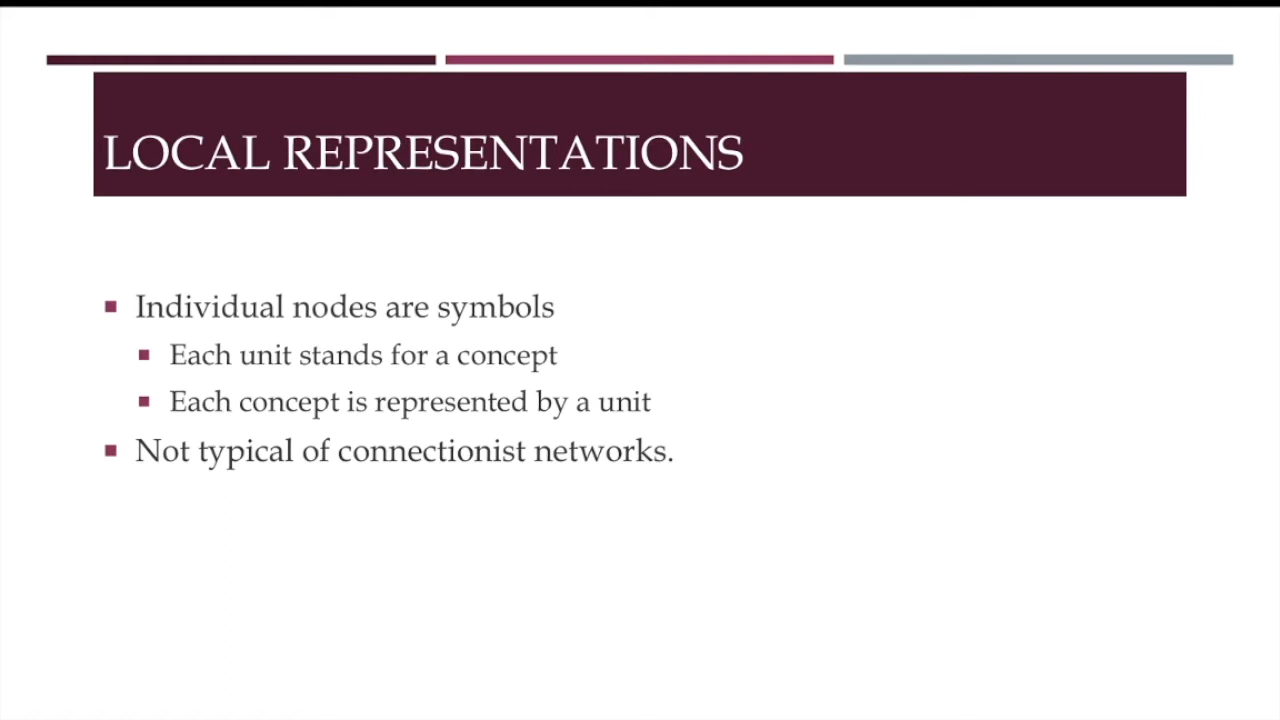 LOCAL REPRESENTATIONS
Individual nodes are symbols
Each unit stands for a concept
Each concept is represented by a unit
Not typical of connectionist networks.